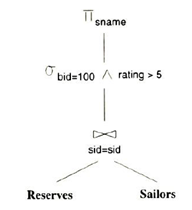 π sname
σ bid=100 ∧ rating > 5
⋈
sid=sid
Reserves Sailors